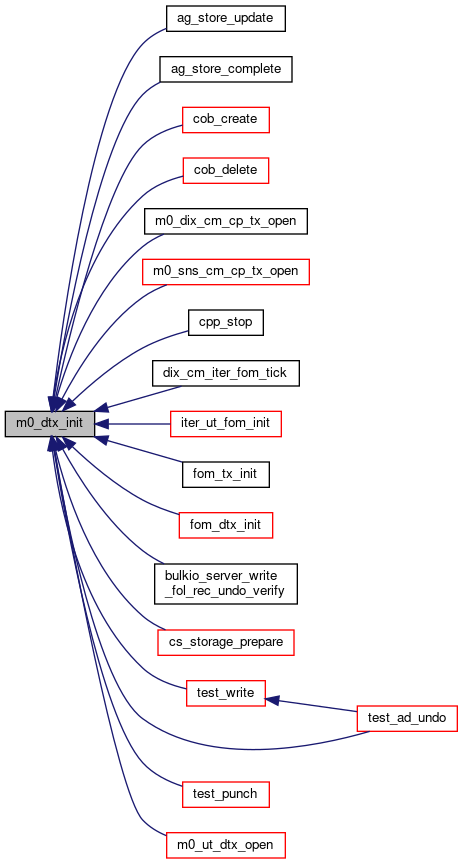 ag_store_update
ag_store_complete
cob_create
cob_delete
m0_dix_cm_cp_tx_open
m0_sns_cm_cp_tx_open
cpp_stop
dix_cm_iter_fom_tick
m0_dtx_init
iter_ut_fom_init
fom_tx_init
fom_dtx_init
bulkio_server_write
_fol_rec_undo_verify
cs_storage_prepare
test_write
test_ad_undo
test_punch
m0_ut_dtx_open